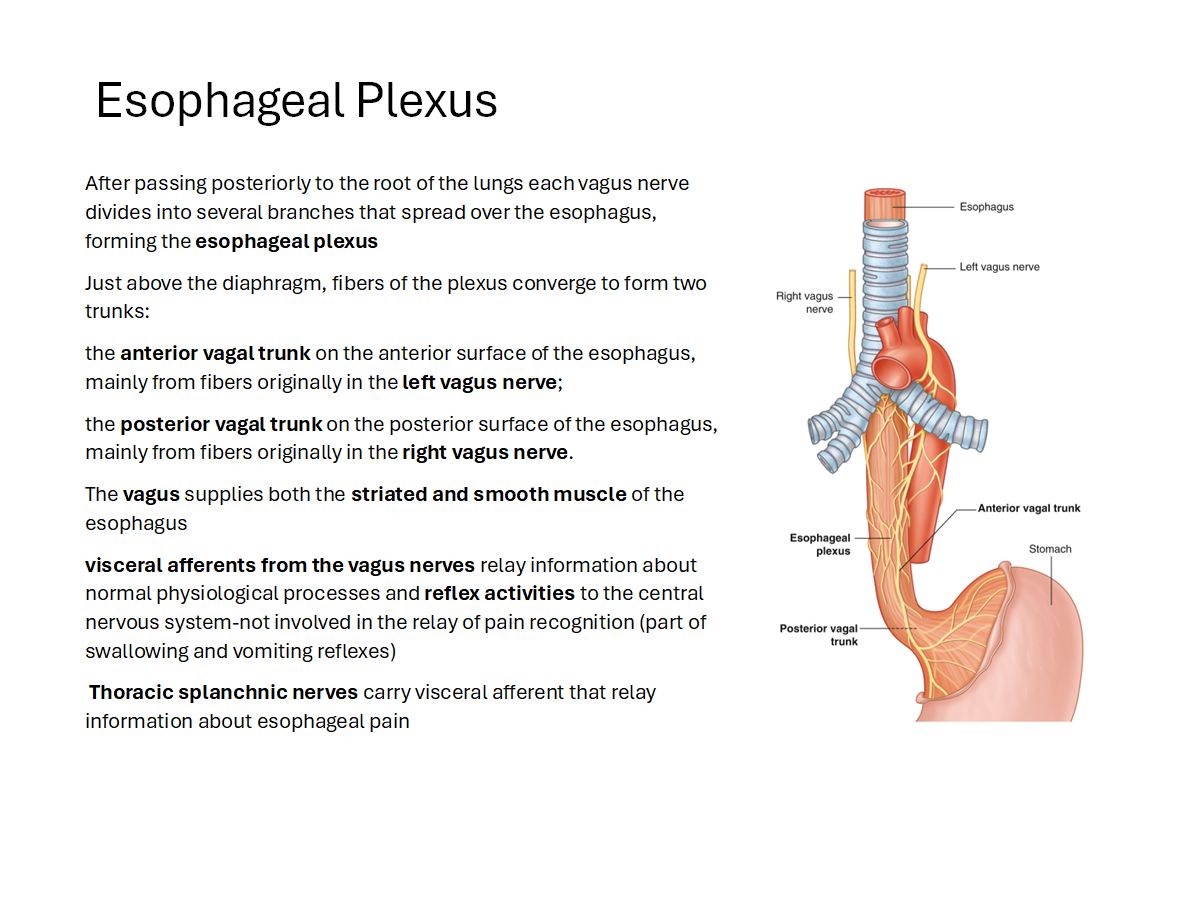 Esophageal Plexus
After passing posteriorly to the root of the lungs each vagus nerve
divides into several branches that spread over the esophagus,
forming the esophageal plexus
Just above the diaphragm, fibers of the plexus converge to form two
trunks:
the anterior vagal trunk on the anterior surface of the esophagus,
mainly from fibers originally in the left vagus nerve;
the posterior vagal trunk on the posterior surface of the esophagus,
mainly from fibers originally in the right vagus nerve.
The vagus supplies both the striated and smooth muscle of the
esophagus
visceral afferents from the vagus nerves relay information about
normal physiological processes and reflex activities to the central
nervous system-not involved in the relay of pain recognition (part of
swallowing and vomiting reflexes)
Thoracic splanchnic nerves carry visceral afferent that relay
information about esophageal pain
Esophagus
Left vagus nerve
Right vagus
nerve
Anterior vagal trunk
Esophageal
plexus
Stomach
Posterior vagal
trunk